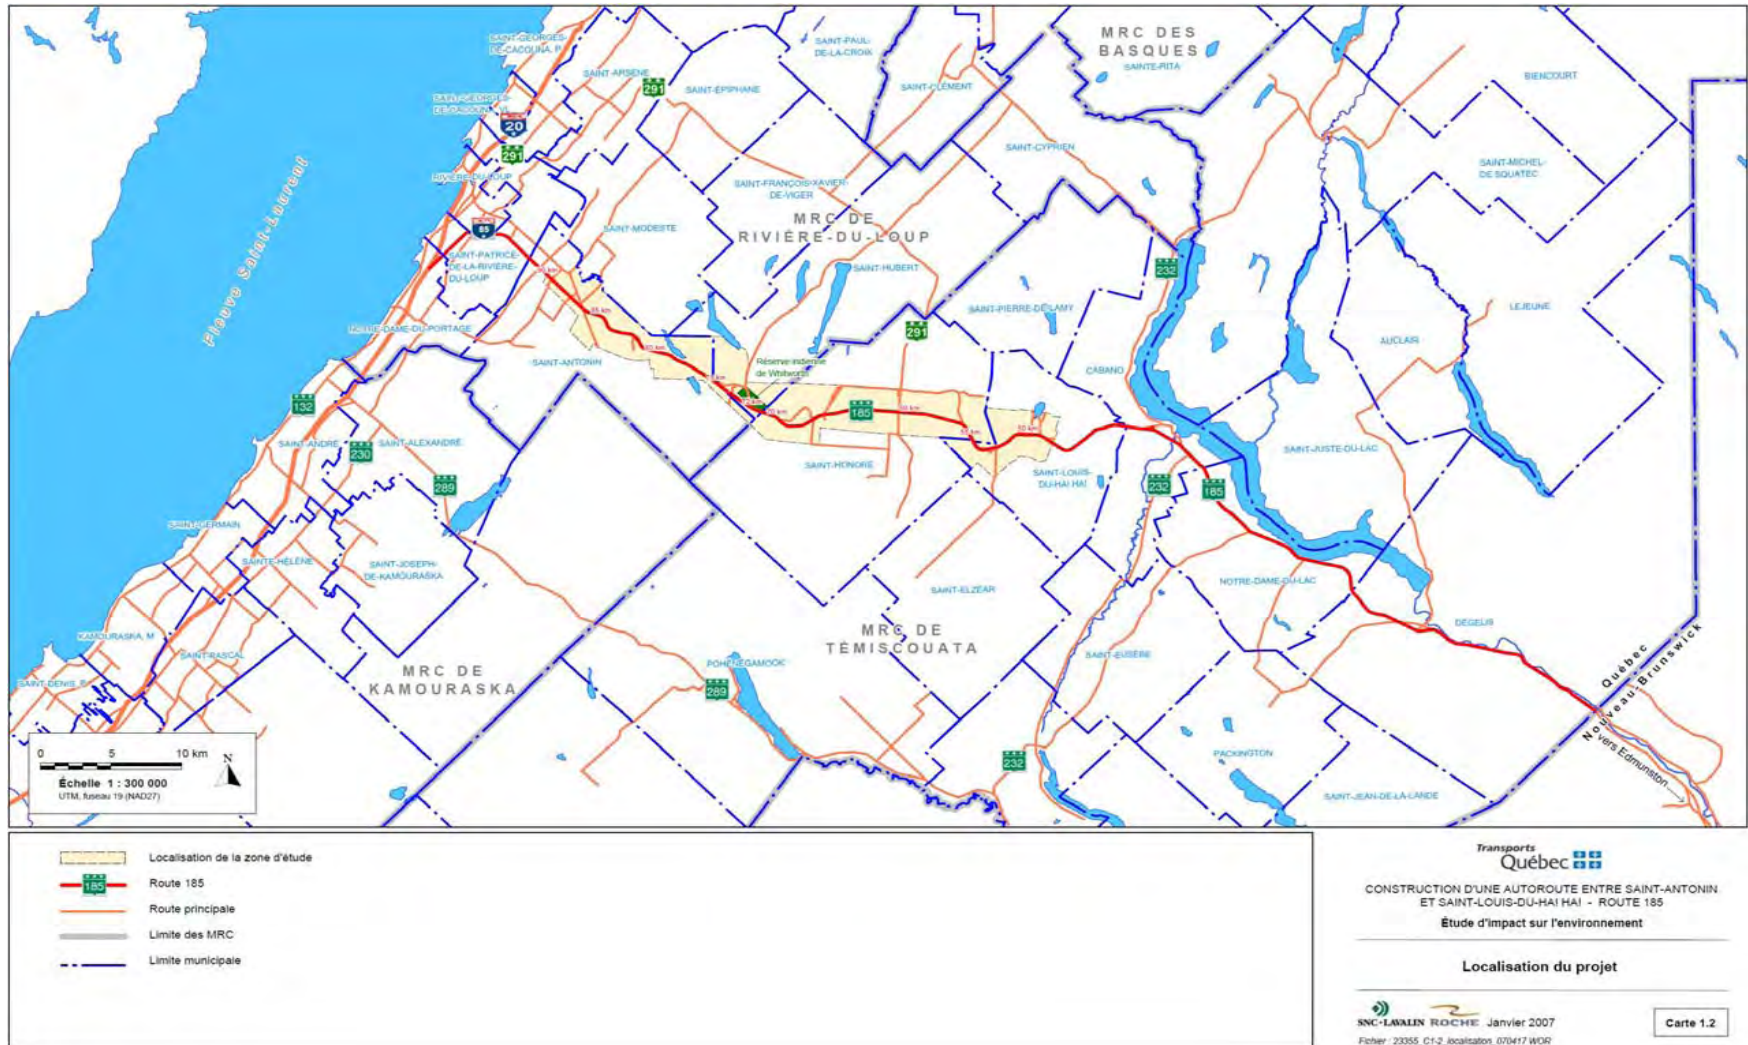 SAINT-GEORGES-
DE-CACOUNA, P.
SAINT-PAUL-
DE-LA-CROIX
MRC DES
BASQUES
SAINTE-RITA
BIENCOURT
SAINT-ARSÈNE
291
SAINT-ÉPIPHANE
SAINT-CLÉMENT
SAINT-GEORGES-
20
291
SAINT-CYPRIEN
SAINT-MICHEL-
DE-SQUATEC
RIVIÈRE-DU-LOUP
SAINT-FRANÇOIS-XAVIER-
DE-VIGER
MRC DE
RIVIÈRE-DU-LOUP
85
SAINT-MODESTE
SAINT-PATRICE-
DE-LA-RIVIÈRE-
DU-LOUP
SAINT-HUBERT
232
Fleuve Saint-Laurent
SAINT-PIERRE-DE-LAMY
LEJEUNE
NOTRE-DAME-DU-PORTAGE
291
AUCLAIR
SAINT-ANTONIN
Réserve indienne
de Whitworth
CABANO
132
185
SAINT-ANDRÉ
SAINT-ALEXANDRE
230
SAINT-HONORÉ
SAINT-LOUIS-
DU-HA! HA!
SAINT-JUSTE-DU-LAC
289
232
185
SAINT-GERMAIN
SAINTE-HÉLÈNE
SAINT-JOSEPH-
DE-KAMOURASKA
SAINT-ELZÉAR
NOTRE-DAME-DU-LAC
DÉGELIS
KAMOURASKA, M.
SAINT-PASCAL
MRC DE
TÉMISCOUATA
SAINT-EUSÈBE
Québec
Nouveau-Brunswick
SAINT-DENIS, P.
MRC DE
KAMOURASKA
POHÉNÉGAMOOK
289
vers Edmunston
232
PACKINGTON
SAINT-JEAN-DE-LA-LANDE
0 5 10 km
N
Échelle 1 : 300 000
UTM, fuseau 19 (NAD27)
Localisation de la zone d'étude
185 Route 185
Route principale
Limite des MRC
Limite municipale
Transports
Québec
CONSTRUCTION D'UNE AUTOROUTE ENTRE SAINT-ANTONIN
ET SAINT-LOUIS-DU-HA! HA! - ROUTE 185
Étude d'impact sur l'environnement
Localisation du projet
SNC-LAVALIN ROCHE Janvier 2007
Carte 1.2
Fichier : 23355_C1-2_localisation_070417.WOR